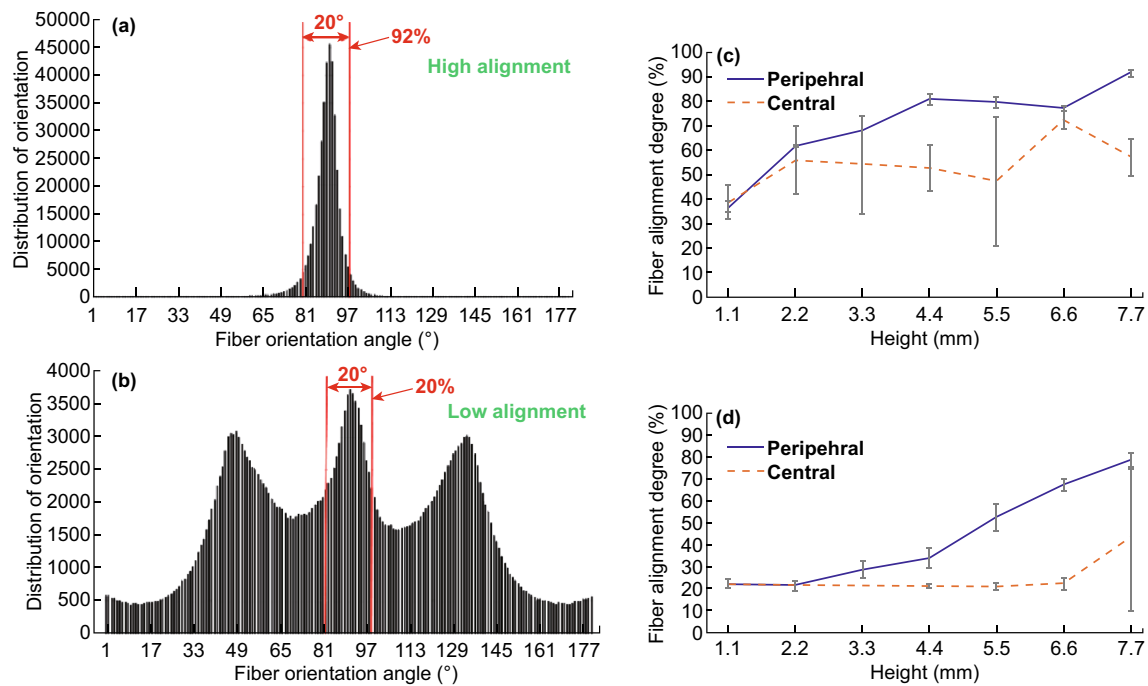 (a)
20°
92%
High alignment
50000
45000
40000
35000
30000
25000
20000
15000
10000
5000
0
Distribution of orientation
1 17 33 49 65 81 97 113 129 145 161 177
Fiber orientation angle (°)
(b)
20°
20%
Low alignment
4000
3500
3000
2500
2000
1500
1000
500
0
Distribution of orientation
1 17 33 49 65 81 97 113 129 145 161 177
Fiber orientation angle (°)
(c)
Peripehral
Central
100
90
80
70
60
50
40
30
20
10
0
Fiber alignment degree (%)
1.1 2.2 3.3 4.4 5.5 6.6 7.7
Height (mm)
(d)
Peripehral
Central
100
90
80
70
60
50
40
30
20
10
0
Fiber alignment degree (%)
1.1 2.2 3.3 4.4 5.5 6.6 7.7
Height (mm)